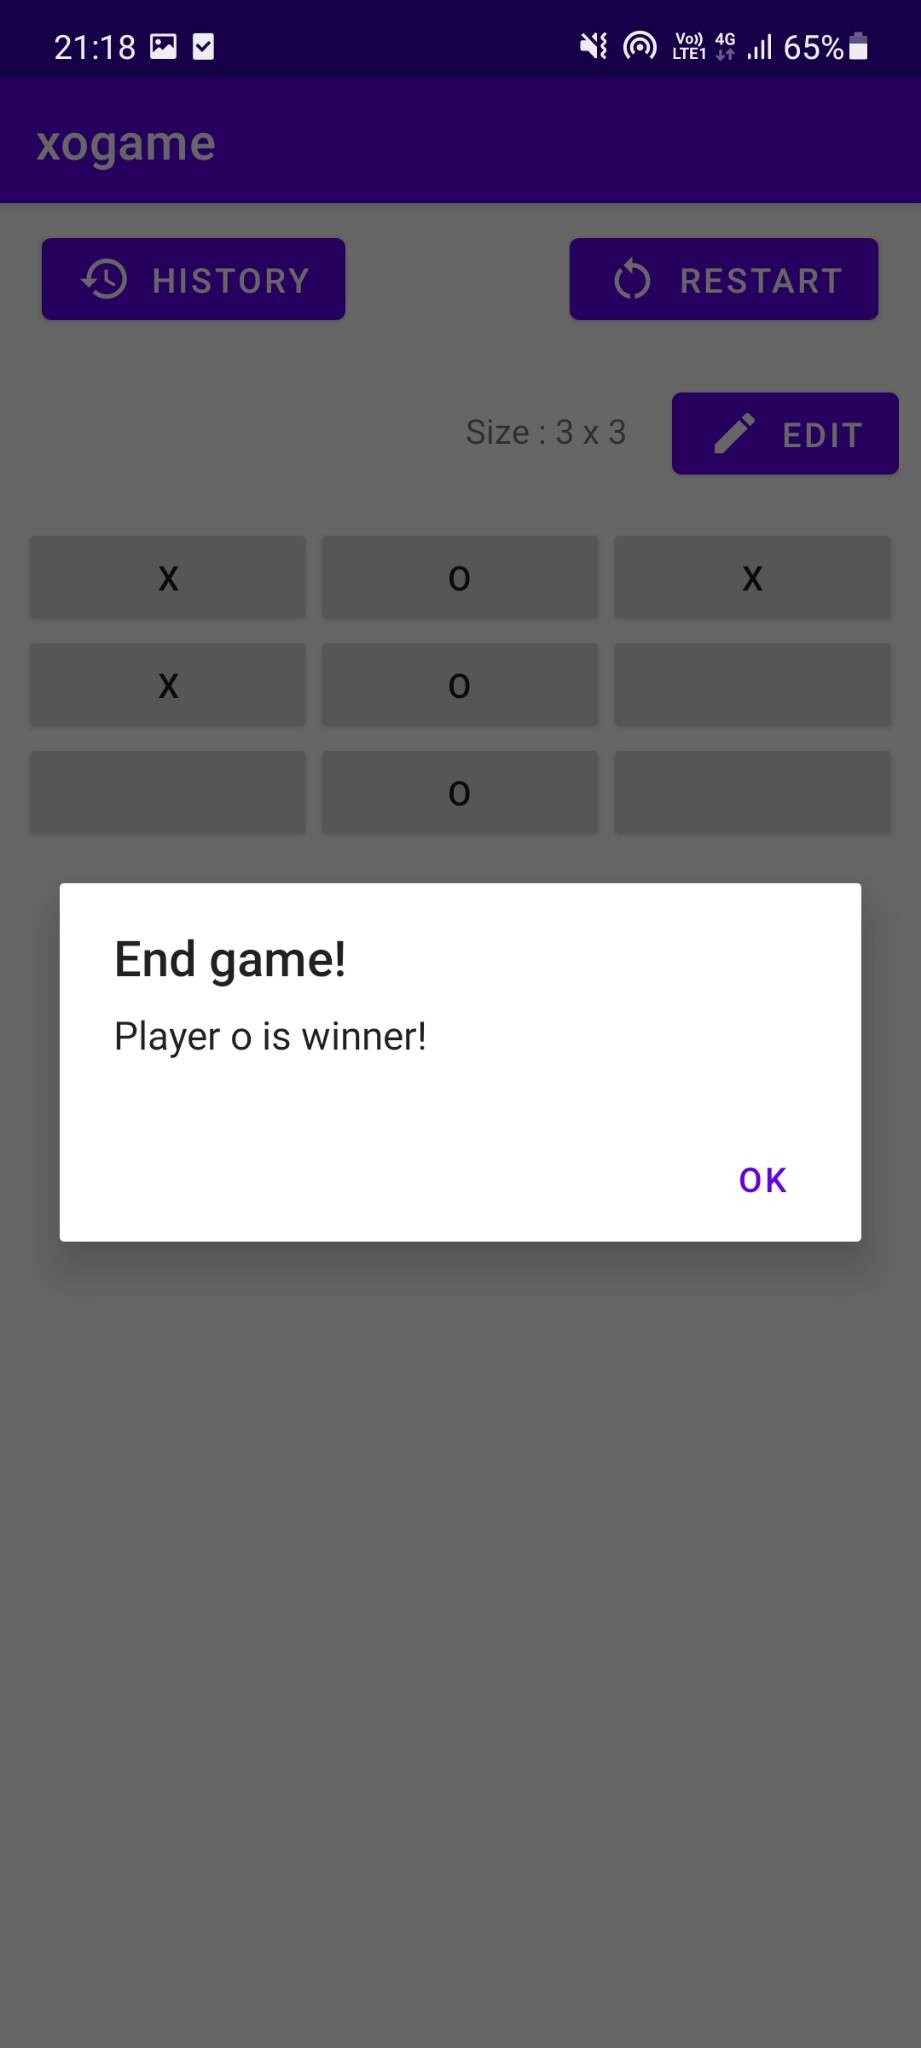 21:18 Vo)) LTE1 4G 65%
xogame
HISTORY RESTART
Size : 3 x 3 EDIT
X O X
X O
O
End game!
Player o is winner!
OK